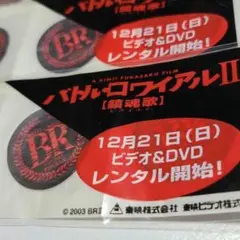 12月21日(日)
ビデオ&DVD
レンタル開始!
A KINJI FUKASAKU FILM
バトル・ロワイアルII
【鎮魂歌】
BR
12月21日(日)
ビデオ&DVD
レンタル開始!
©2003 BRII
東映株式会社
東映ビデオ株式会社